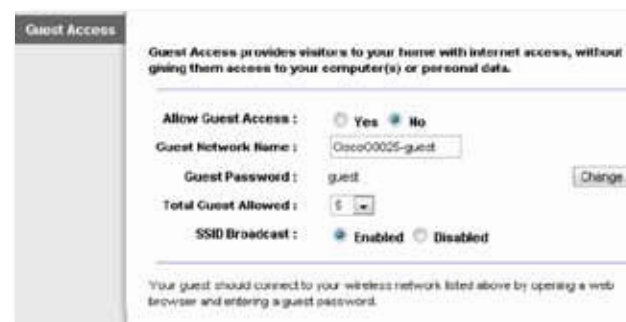 Guest Access
Guest Access provides visitors to your home with internet access, without
giving them access to your computer(s) or personal data.
Allow Guest Access : Yes No
Guest Network Name : Cisco00025-guest
Guest Password : guest Change
Total Guest Allowed : 5
SSID Broadcast : Enabled Disabled
Your guest should connect to your wireless network listed above by opening a web
browser and entering a guest password.